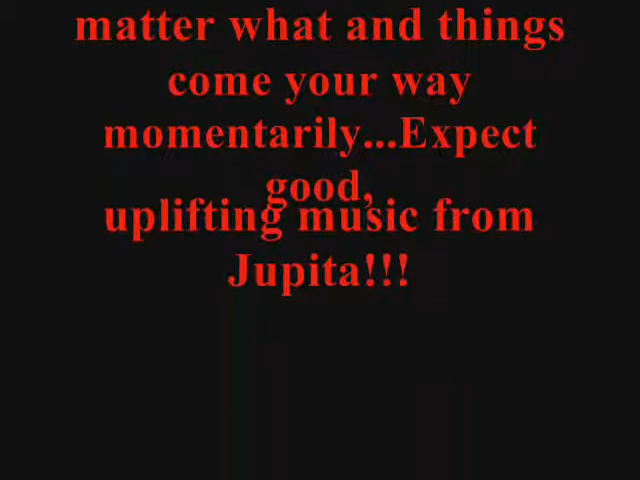 matter what and things
come your way
momentarily...Expect
good,
uplifting music from
Jupita!!!